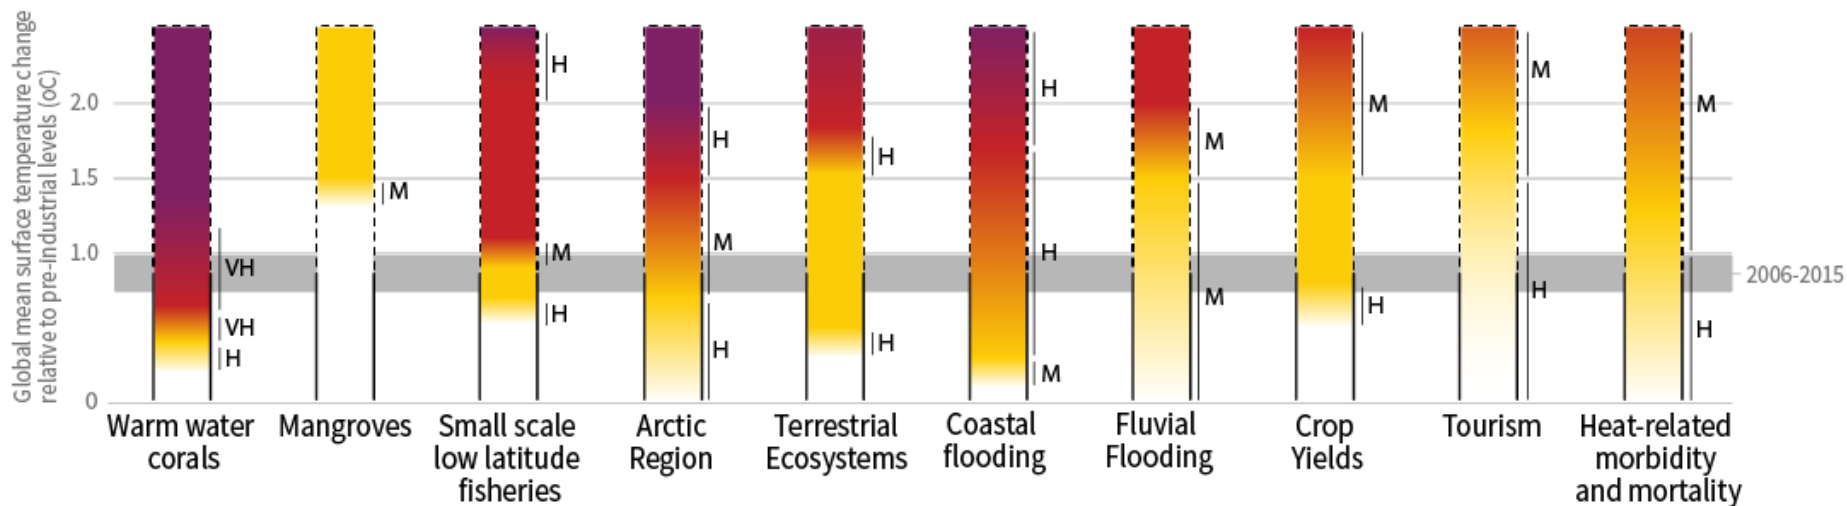 Global mean surface temperature change
relative to pre-industrial levels (oC)
2.0
1.5
1.0
0
H
H
M
H
H
M
M
M
M
H
H
M
M
VH
M
H
H
2006-2015
H
VH
H
H
M
H
H
H
M
H
M
Warm water
corals
Mangroves
Small scale
low latitude
fisheries
Arctic
Region
Terrestrial
Ecosystems
Coastal
flooding
Fluvial
Flooding
Crop
Yields
Tourism
Heat-related
morbidity
and mortality